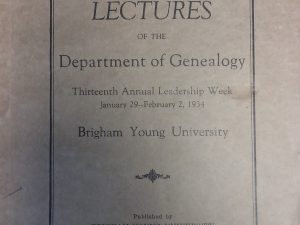 LECTURES
OF THE
Department of Genealogy
Thirteenth Annual Leadership Week
January 29–February 2, 1934
Brigham Young University
Published by